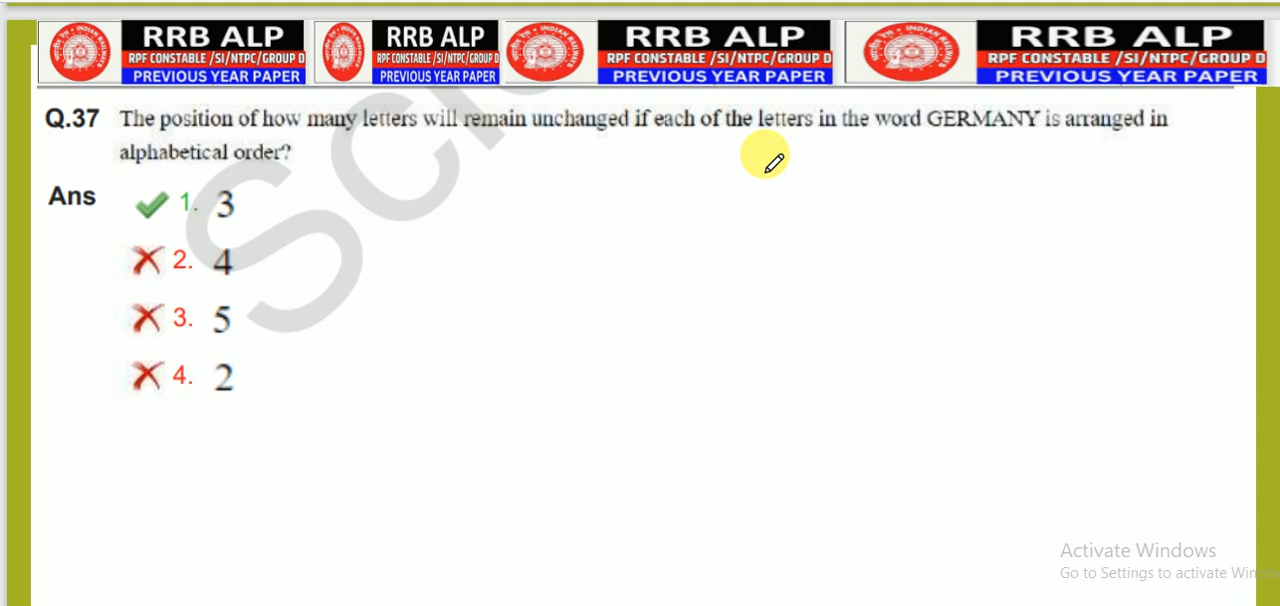 RRB ALP
RPF CONSTABLE /SI/NTPC/GROUP D
PREVIOUS YEAR PAPER
RRB ALP
RPF CONSTABLE /SI/NTPC/GROUP D
PREVIOUS YEAR PAPER
RRB ALP
RPF CONSTABLE /SI/NTPC/GROUP D
PREVIOUS YEAR PAPER
RRB ALP
RPF CONSTABLE /SI/NTPC/GROUP D
PREVIOUS YEAR PAPER
Q.37 The position of how many letters will remain unchanged if each of the letters in the word GERMANY is arranged in
alphabetical order?
Ans 1. 3
2. 4
3. 5
4. 2
Activate Windows
Go to Settings to activate Windows